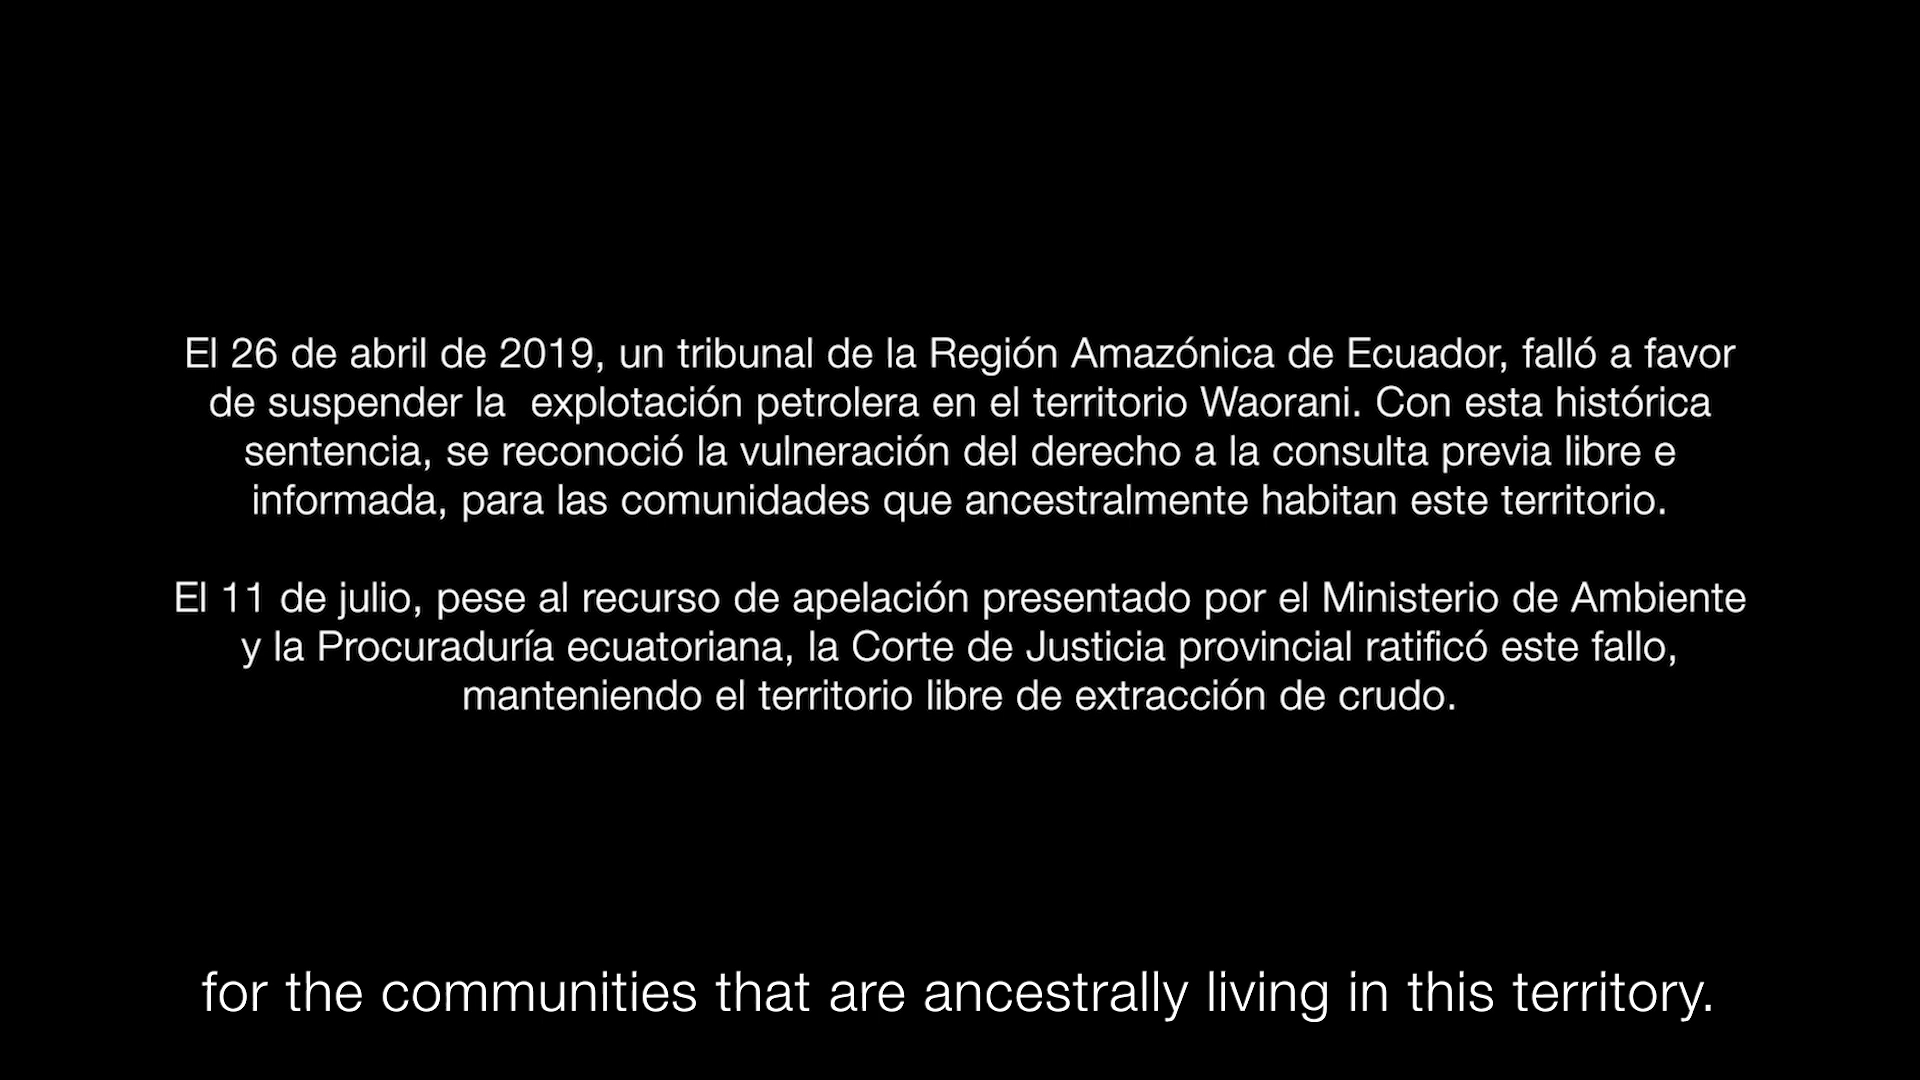 El 26 de abril de 2019, un tribunal de la Región Amazónica de Ecuador, falló a favor
de suspender la  explotación petrolera en el territorio Waorani. Con esta histórica
sentencia, se reconoció la vulneración del derecho a la consulta previa libre e
informada, para las comunidades que ancestralmente habitan este territorio.
El 11 de julio, pese al recurso de apelación presentado por el Ministerio de Ambiente
y la Procuraduría ecuatoriana, la Corte de Justicia provincial ratificó este fallo,
manteniendo el territorio libre de extracción de crudo.
for the communities that are ancestrally living in this territory.